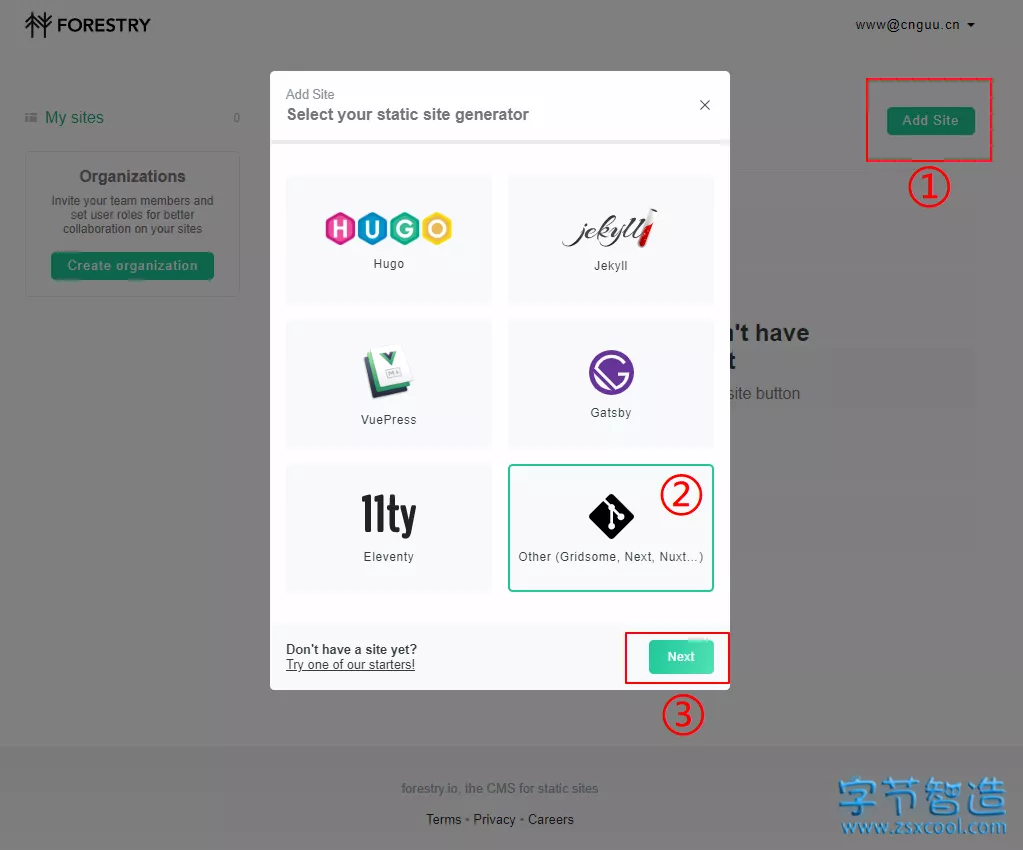 FORESTRY
www@cnguu.cn
My sites
0
Add Site
①
Organizations
Invite your team members and
set user roles for better
collaboration on your sites
Create organization
Add Site
Select your static site generator
HUGO
Hugo
jekyll
Jekyll
VuePress
Gatsby
11ty
Eleventy
②
Other (Gridsome, Next, Nuxt...)
't have
t
site button
Don't have a site yet?
Try one of our starters!
Next
③
forestry.io, the CMS for static sites
Terms • Privacy • Careers
字节智造
www.zsxcool.com